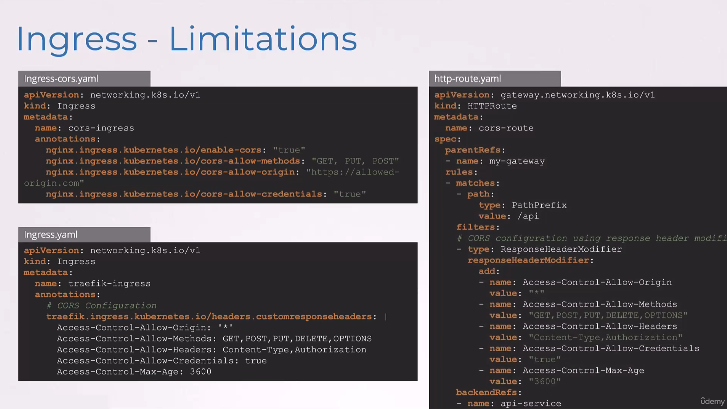 Ingress - Limitations
Ingress-cors.yaml
apiVersion: networking.k8s.io/v1
kind: Ingress
metadata:
  name: cors-ingress
  annotations:
    nginx.ingress.kubernetes.io/enable-cors: "true"
    nginx.ingress.kubernetes.io/cors-allow-methods: "GET, PUT, POST"
    nginx.ingress.kubernetes.io/cors-allow-origin: "https://allowed-
origin.com"
    nginx.ingress.kubernetes.io/cors-allow-credentials: "true"
Ingress.yaml
apiVersion: networking.k8s.io/v1
kind: Ingress
metadata:
  name: traefik-ingress
  annotations:
    # CORS Configuration
    traefik.ingress.kubernetes.io/headers.customresponseheaders: |
      Access-Control-Allow-Origin: "*"
      Access-Control-Allow-Methods: GET,POST,PUT,DELETE,OPTIONS
      Access-Control-Allow-Headers: Content-Type,Authorization
      Access-Control-Allow-Credentials: true
      Access-Control-Max-Age: 3600
http-route.yaml
apiVersion: gateway.networking.k8s.io/v1
kind: HTTPRoute
metadata:
  name: cors-route
spec:
  parentRefs:
  - name: my-gateway
  rules:
  - matches:
    - path:
        type: PathPrefix
        value: /api
    filters:
    # CORS configuration using response header modifi
    - type: ResponseHeaderModifier
      responseHeaderModifier:
        add:
        - name: Access-Control-Allow-Origin
          value: "*"
        - name: Access-Control-Allow-Methods
          value: "GET,POST,PUT,DELETE,OPTIONS"
        - name: Access-Control-Allow-Headers
          value: "Content-Type,Authorization"
        - name: Access-Control-Allow-Credentials
          value: "true"
        - name: Access-Control-Max-Age
          value: "3600"
    backendRefs:
    - name: api-service
udemy